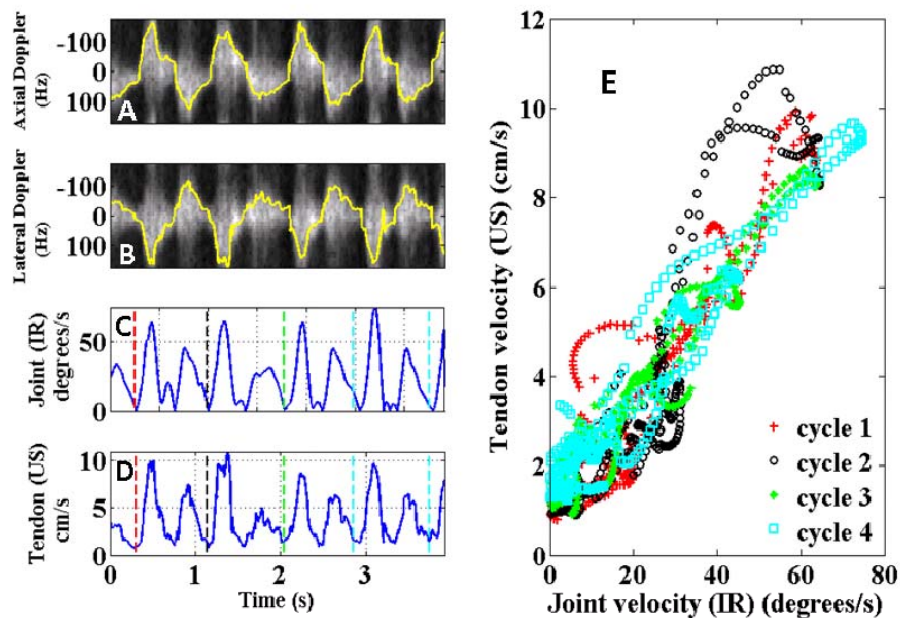 Axial Doppler
(Hz)
-100
0
100
A
Lateral Doppler
(Hz)
-100
0
100
B
Joint (IR)
degrees/s
50
0
C
Tendon (US)
cm/s
10
5
0
D
0 1 2 3
Time (s)
E
Tendon velocity (US) (cm/s)
12
10
8
6
4
2
0
cycle 1
cycle 2
cycle 3
cycle 4
0 20 40 60 80
Joint velocity (IR) (degrees/s)